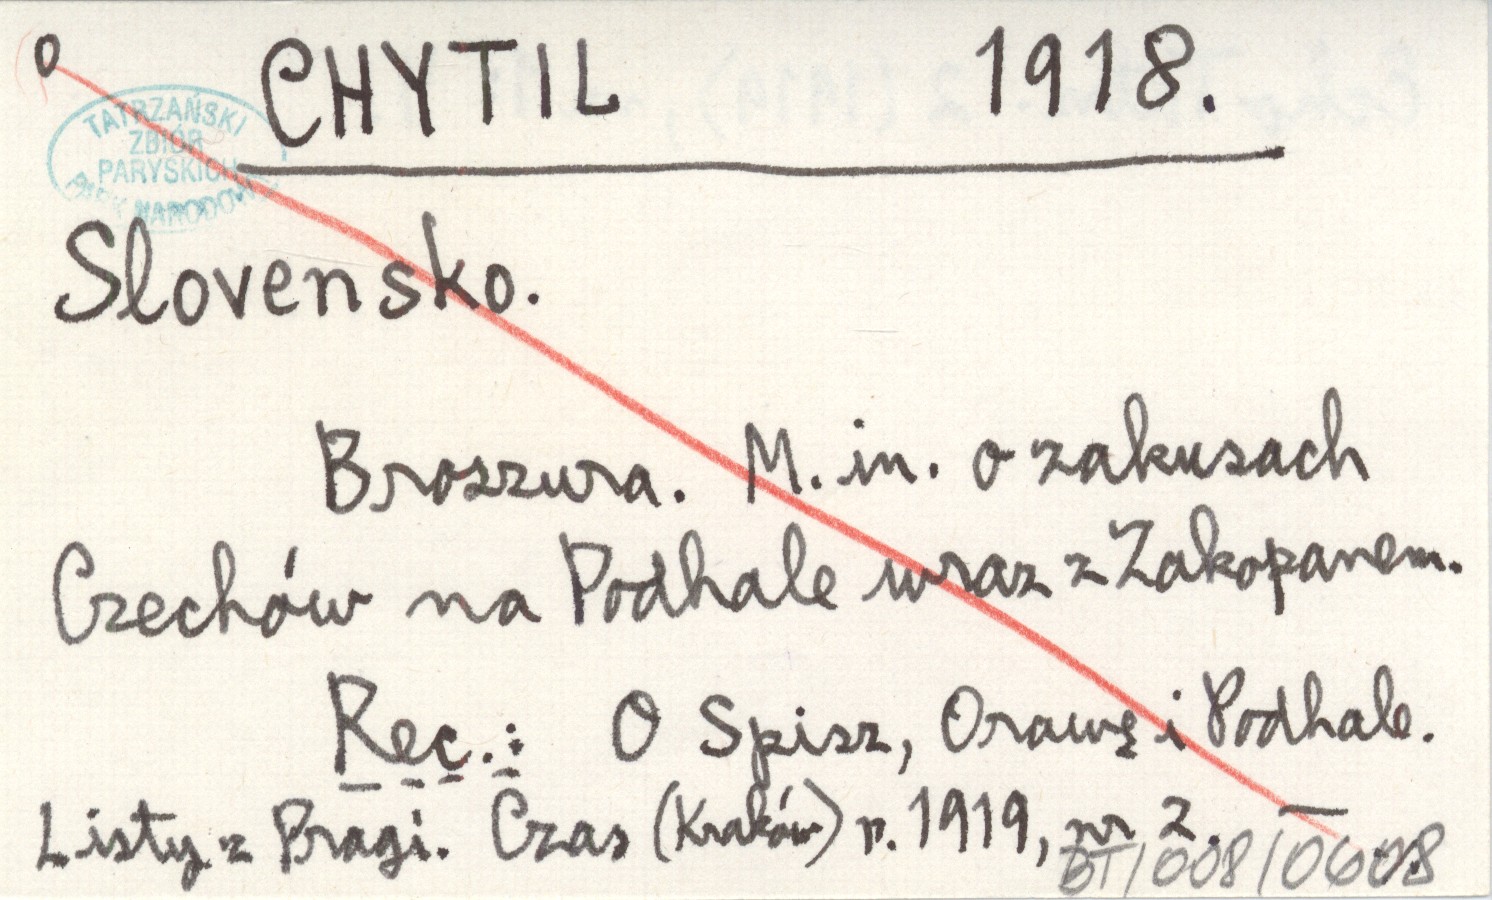 o CHYTIL 1918.
TATRZAŃSKI
ZBIÓR
PARYSKICH
PARK NARODOWY
Slovensko.
Broszura. M. in. o zakusach
Czechów na Podhale wraz z Zakopanem.
Rec.: O Spisz, Orawę i Podhale.
Listy z Pragi. Czas (Kraków) r. 1919, nr 2. —
BT/008/0608